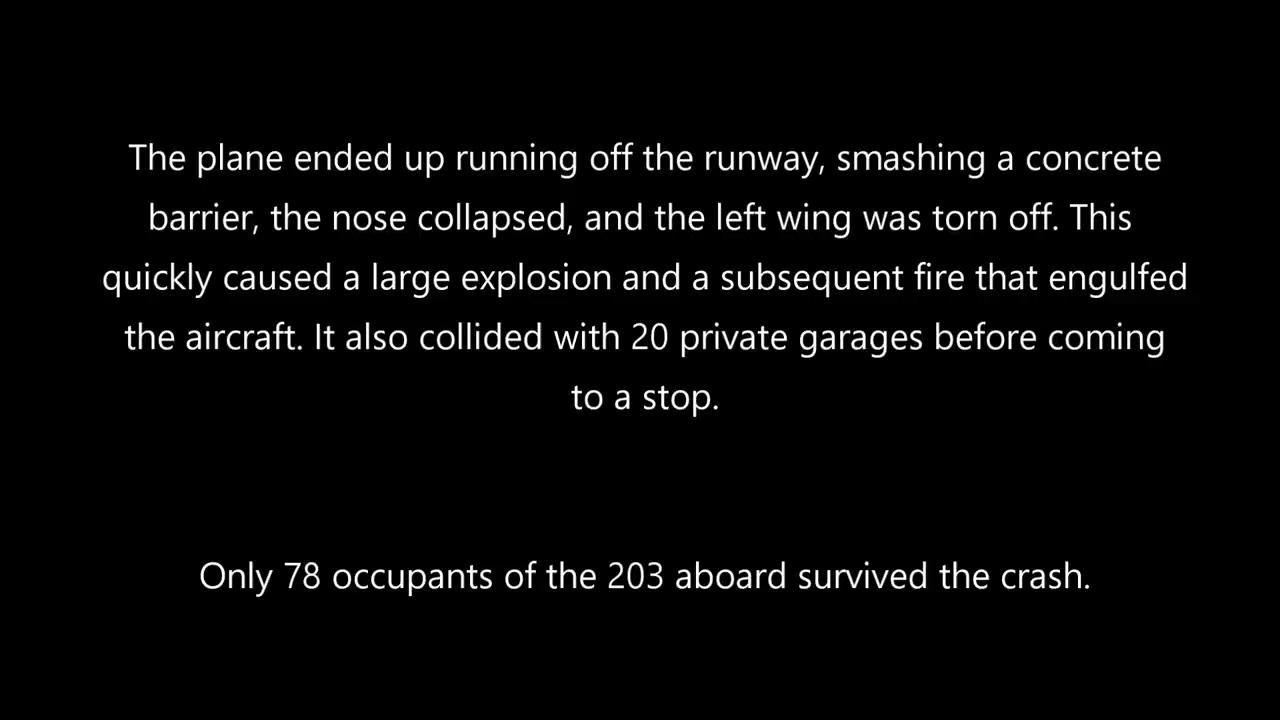 The plane ended up running off the runway, smashing a concrete
barrier, the nose collapsed, and the left wing was torn off. This
quickly caused a large explosion and a subsequent fire that engulfed
the aircraft. It also collided with 20 private garages before coming
to a stop.
Only 78 occupants of the 203 aboard survived the crash.